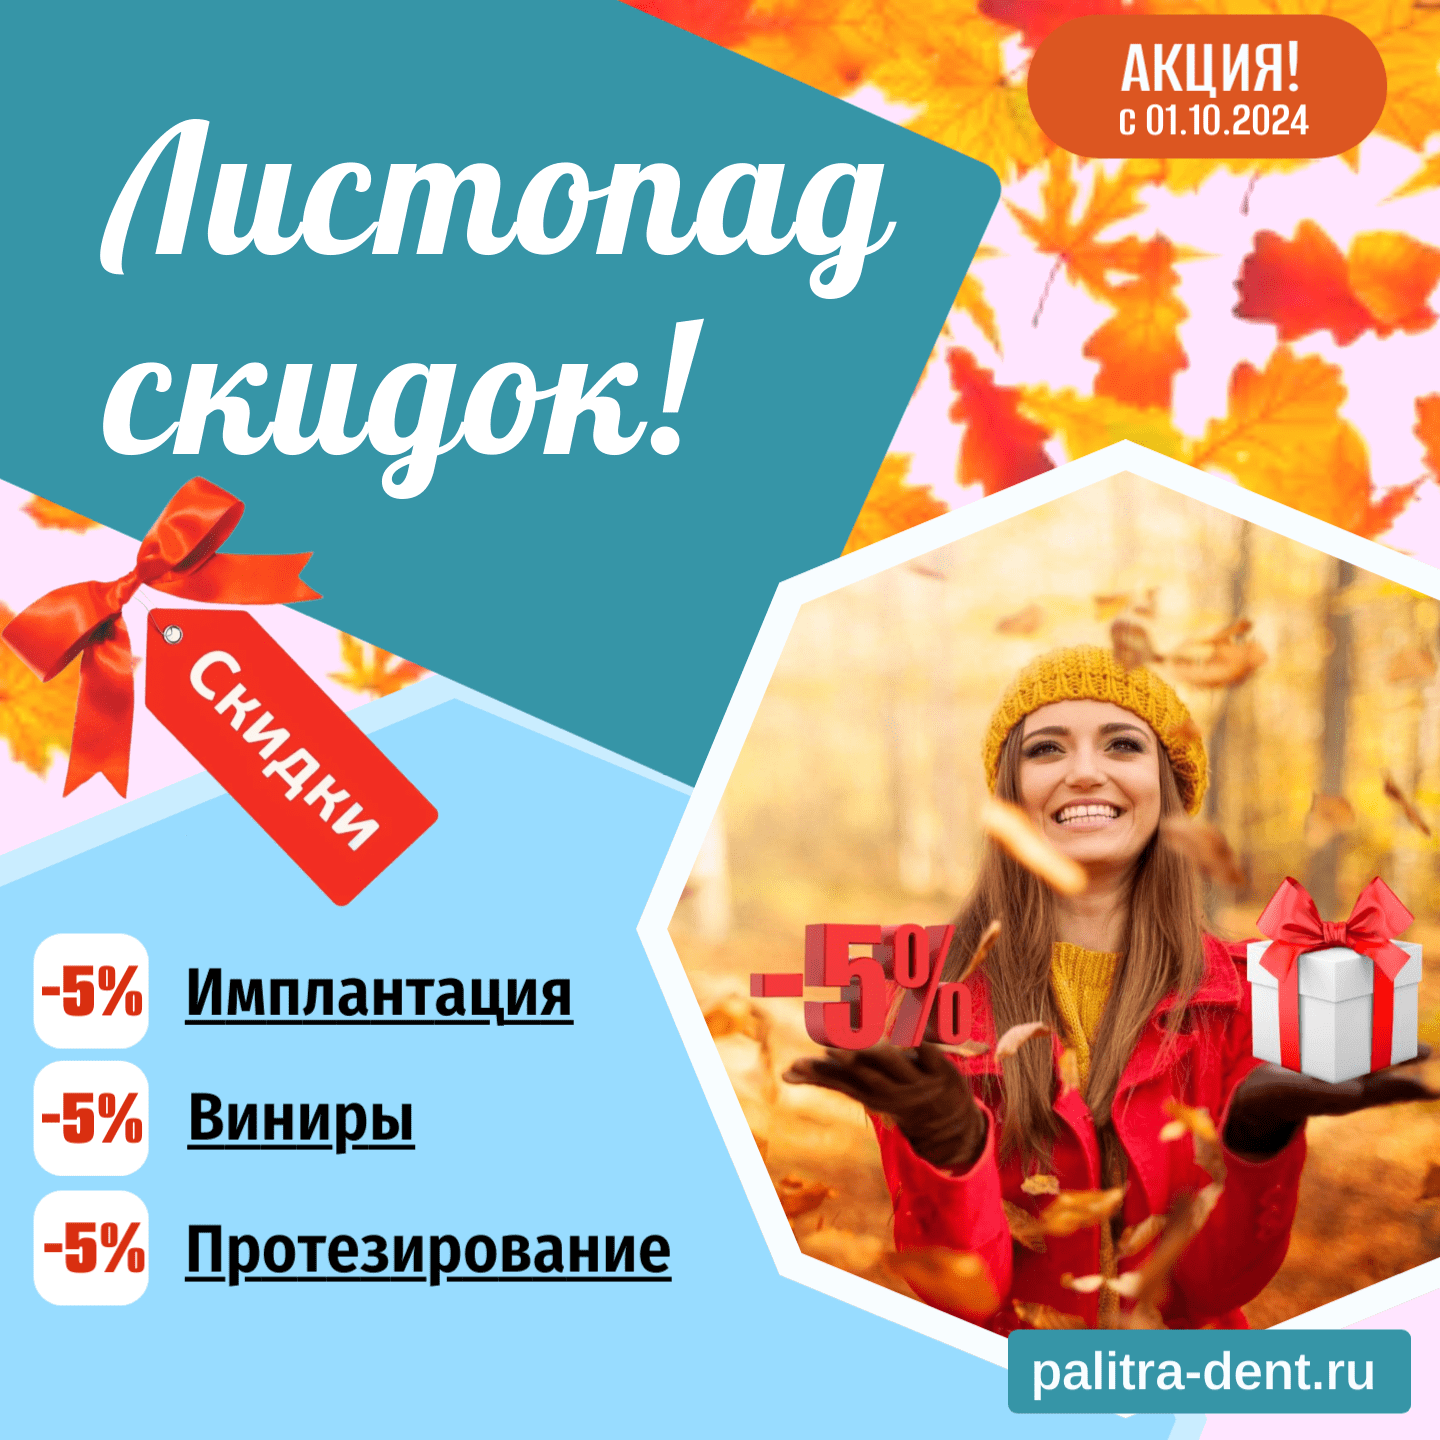 АКЦИЯ!
с 01.10.2024
Листопад
скидок!
Скидки
-5% Имплантация
-5% Виниры
-5% Протезирование
-5%
palitra-dent.ru